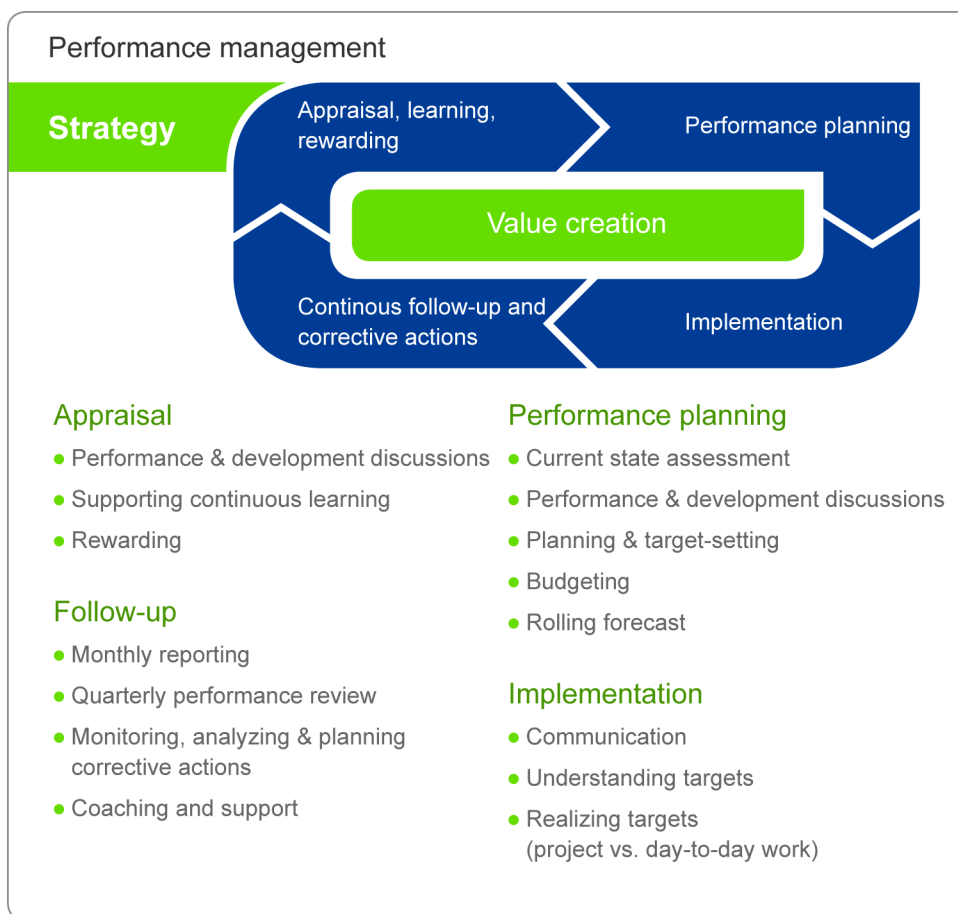 Performance management
Strategy
Appraisal, learning,
rewarding
Performance planning
Value creation
Continous follow-up and
corrective actions
Implementation
Appraisal
• Performance & development discussions
• Supporting continuous learning
• Rewarding
Follow-up
• Monthly reporting
• Quarterly performance review
• Monitoring, analyzing & planning
corrective actions
• Coaching and support
Performance planning
• Current state assessment
• Performance & development discussions
• Planning & target-setting
• Budgeting
• Rolling forecast
Implementation
• Communication
• Understanding targets
• Realizing targets
(project vs. day-to-day work)